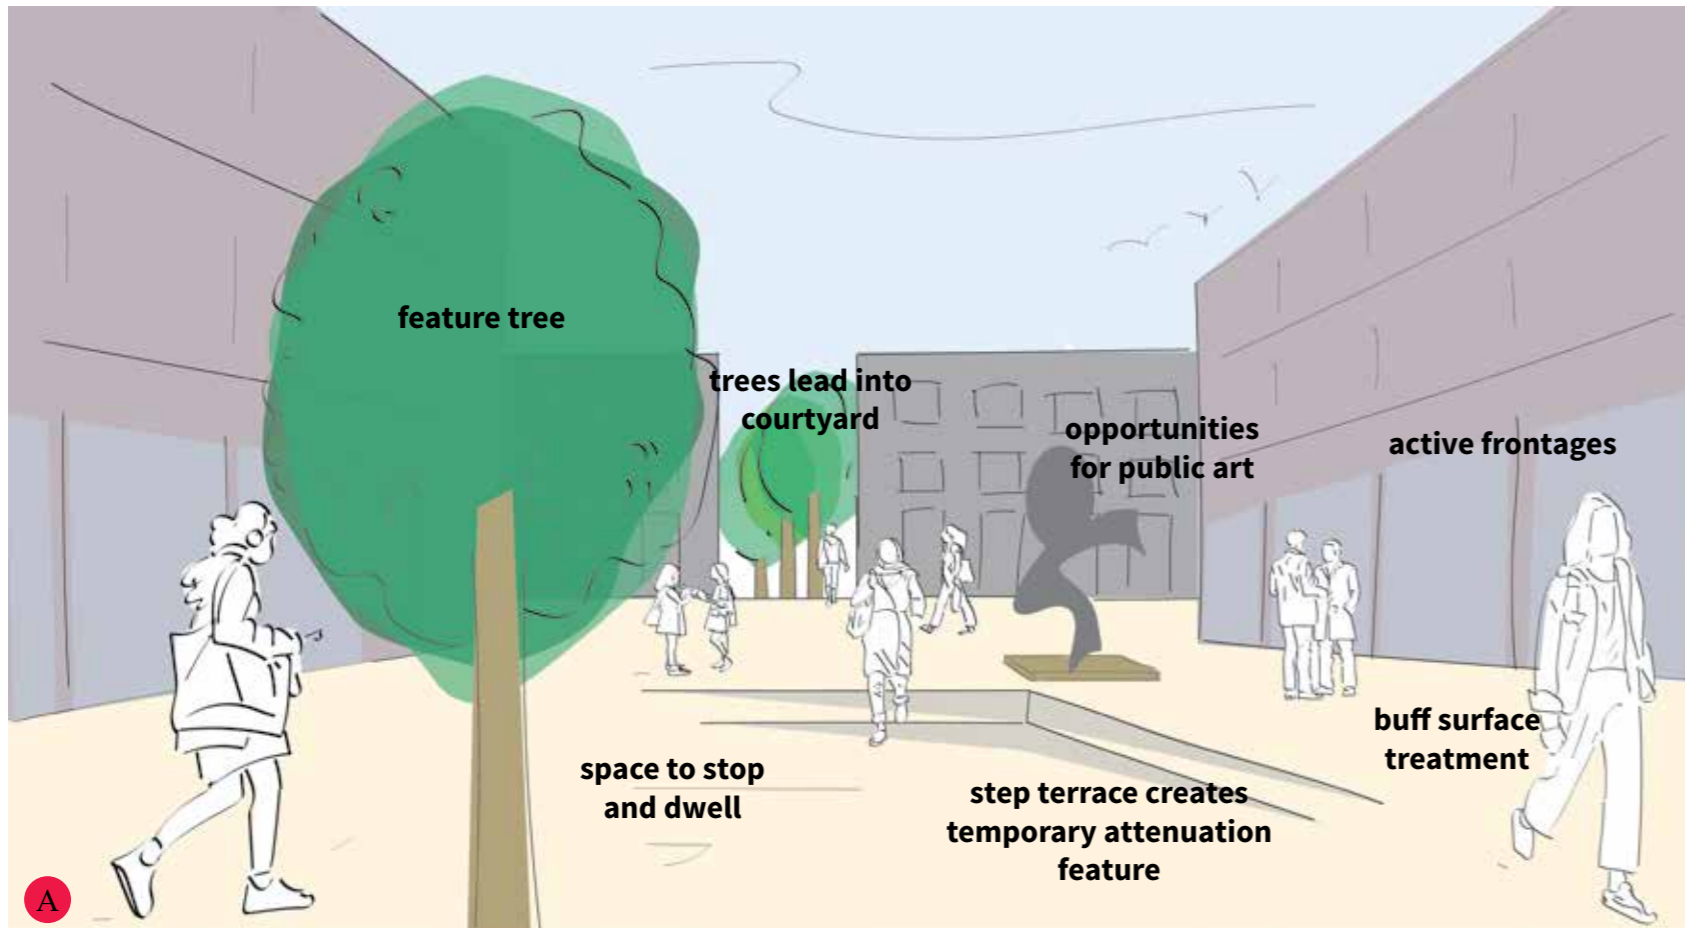 feature tree
trees lead into
courtyard
opportunities
for public art
active frontages
buff surface
treatment
space to stop
and dwell
step terrace creates
temporary attenuation
feature
A